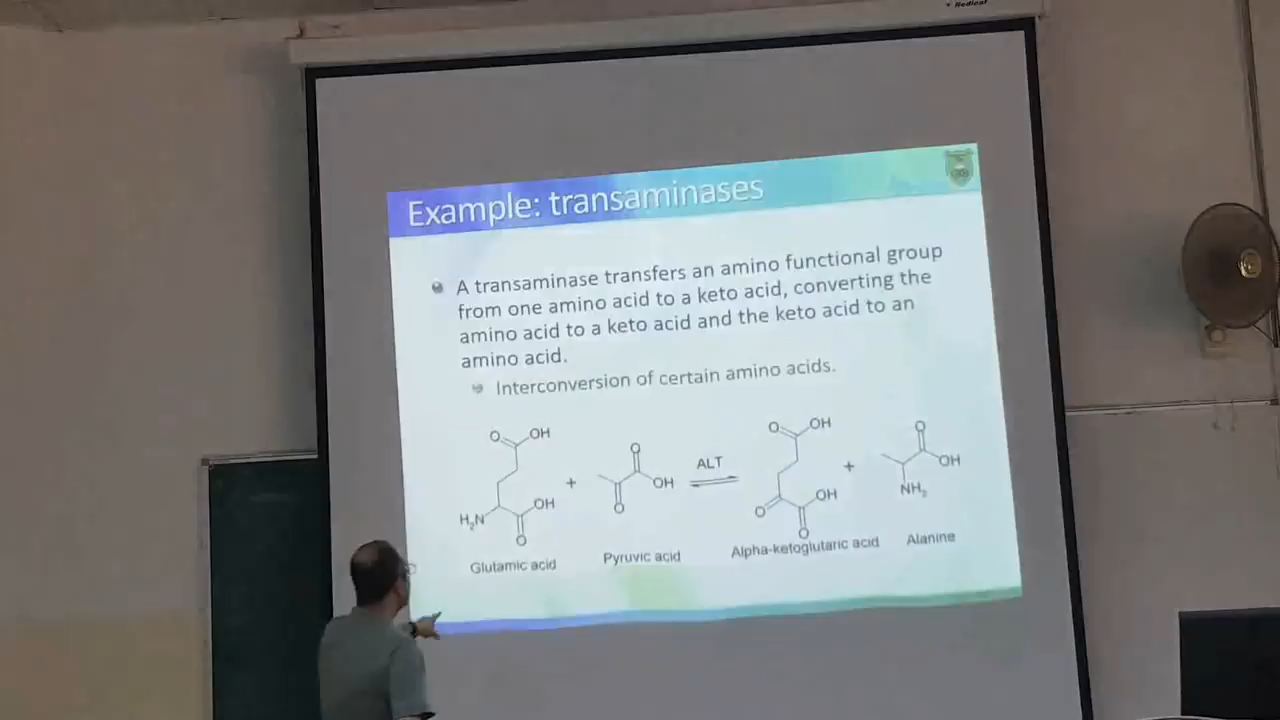 Redleaf
Example: transaminases
A transaminase transfers an amino functional group
from one amino acid to a keto acid, converting the
amino acid to a keto acid and the keto acid to an
amino acid.
Interconversion of certain amino acids.
O OH
H₂N OH
O
+
O
OH
O
ALT
O OH
OH
O
O
+
O
OH
NH₂
Glutamic acid
Pyruvic acid
Alpha-ketoglutaric acid
Alanine